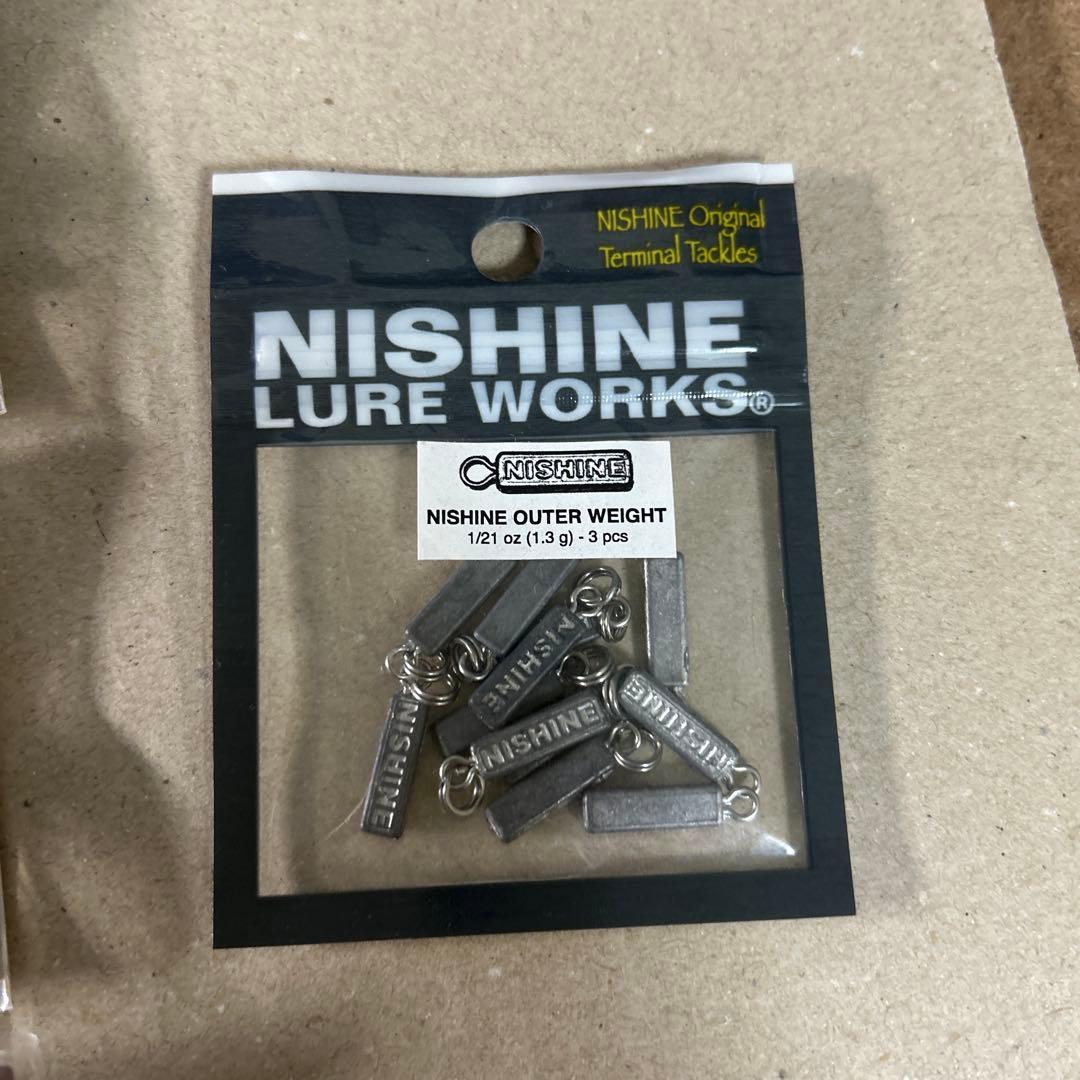 NISHINE Original
Terminal Tackles
NISHINE
LURE WORKS®
NISHINE
NISHINE OUTER WEIGHT
1/21 oz (1.3 g) - 3 pcs
NISHINE
NISHINE
NISHINE
NISHINE